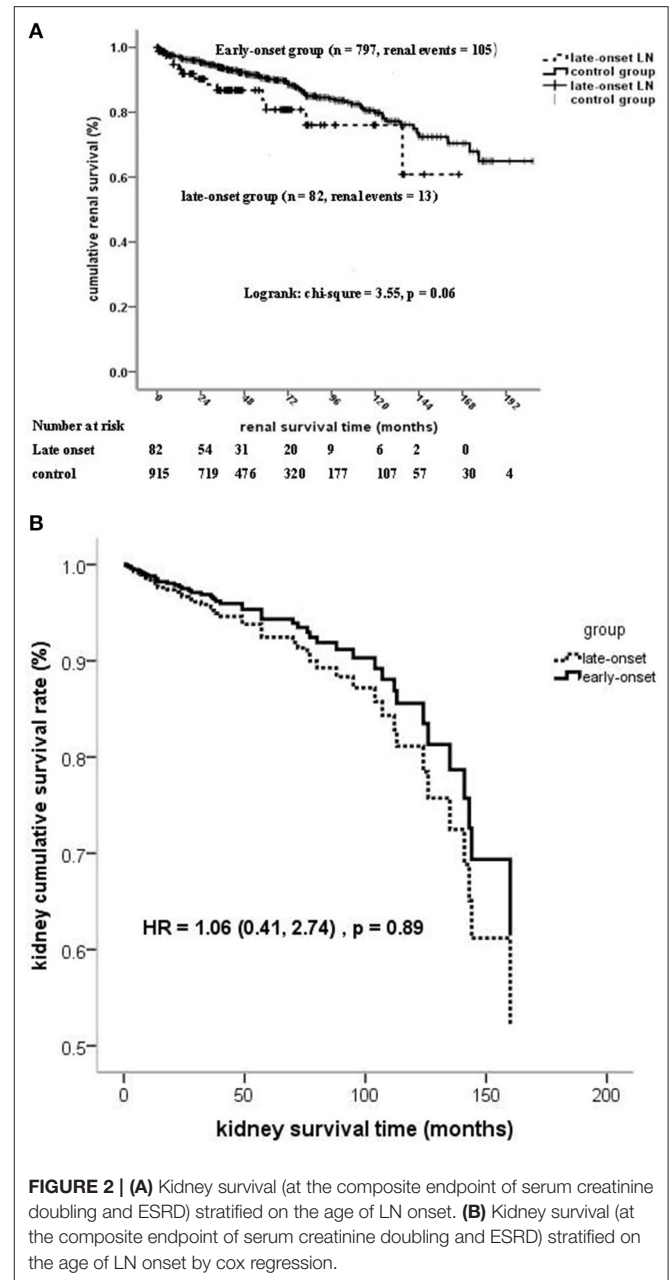 A
Early-onset group (n = 797, renal events = 105)
late-onset LN
control group
late-onset LN
control group
1.0
0.8
0.6
0.4
0.2
0.0
cumulative renal survival (%)
late-onset group (n = 82, renal events = 13)
Logrank: chi-squre = 3.55, p = 0.06
0 24 48 72 96 120 144 168 192
Number at risk renal survival time (months)
Late onset 82 54 31 20 9 6 2 0
control 915 719 476 320 177 107 57 30 4
B
1.0
0.9
0.8
0.7
0.6
0.5
kidney cumulative survival rate (%)
group
late-onset
early-onset
HR = 1.06 (0.41, 2.74) , p = 0.89
0 50 100 150 200
kidney survival time (months)
FIGURE 2 | (A) Kidney survival (at the composite endpoint of serum creatinine
doubling and ESRD) stratified on the age of LN onset. (B) Kidney survival (at
the composite endpoint of serum creatinine doubling and ESRD) stratified on
the age of LN onset by cox regression.